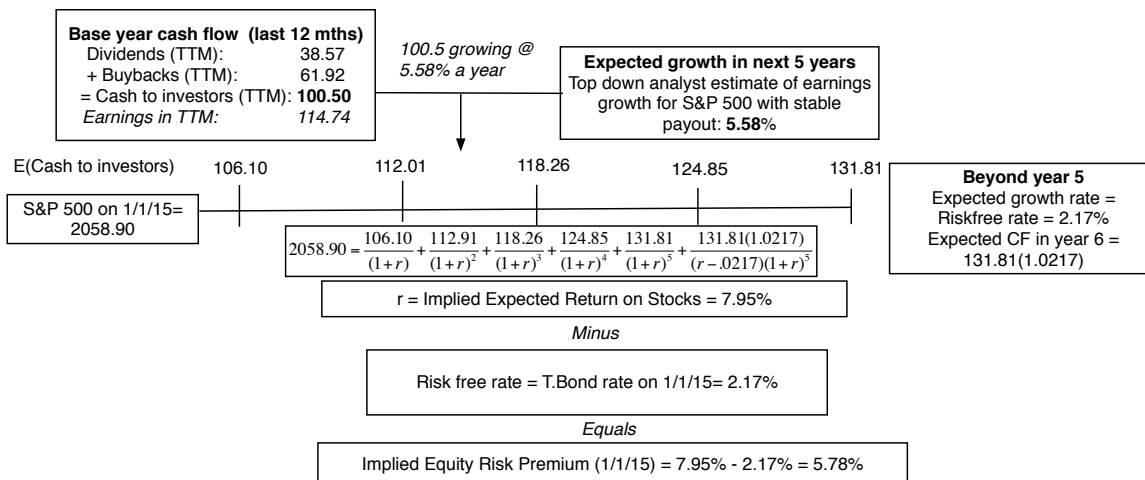 Base year cash flow (last 12 mths)
Dividends (TTM): 38.57
+ Buybacks (TTM): 61.92
= Cash to investors (TTM): 100.50
Earnings in TTM: 114.74
100.5 growing @
5.58% a year
Expected growth in next 5 years
Top down analyst estimate of earnings
growth for S&P 500 with stable
payout: 5.58%
E(Cash to investors) 106.10 112.01 118.26 124.85 131.81
S&P 500 on 1/1/15=
2058.90
Beyond year 5
Expected growth rate =
Riskfree rate = 2.17%
Expected CF in year 6 =
131.81(1.0217)
2058.90 = 106.10/(1+r) + 112.91/(1+r)^2 + 118.26/(1+r)^3 + 124.85/(1+r)^4 + 131.81/(1+r)^5 + 131.81(1.0217)/(r-.0217)(1+r)^5
r = Implied Expected Return on Stocks = 7.95%
Minus
Risk free rate = T.Bond rate on 1/1/15= 2.17%
Equals
Implied Equity Risk Premium (1/1/15) = 7.95% - 2.17% = 5.78%